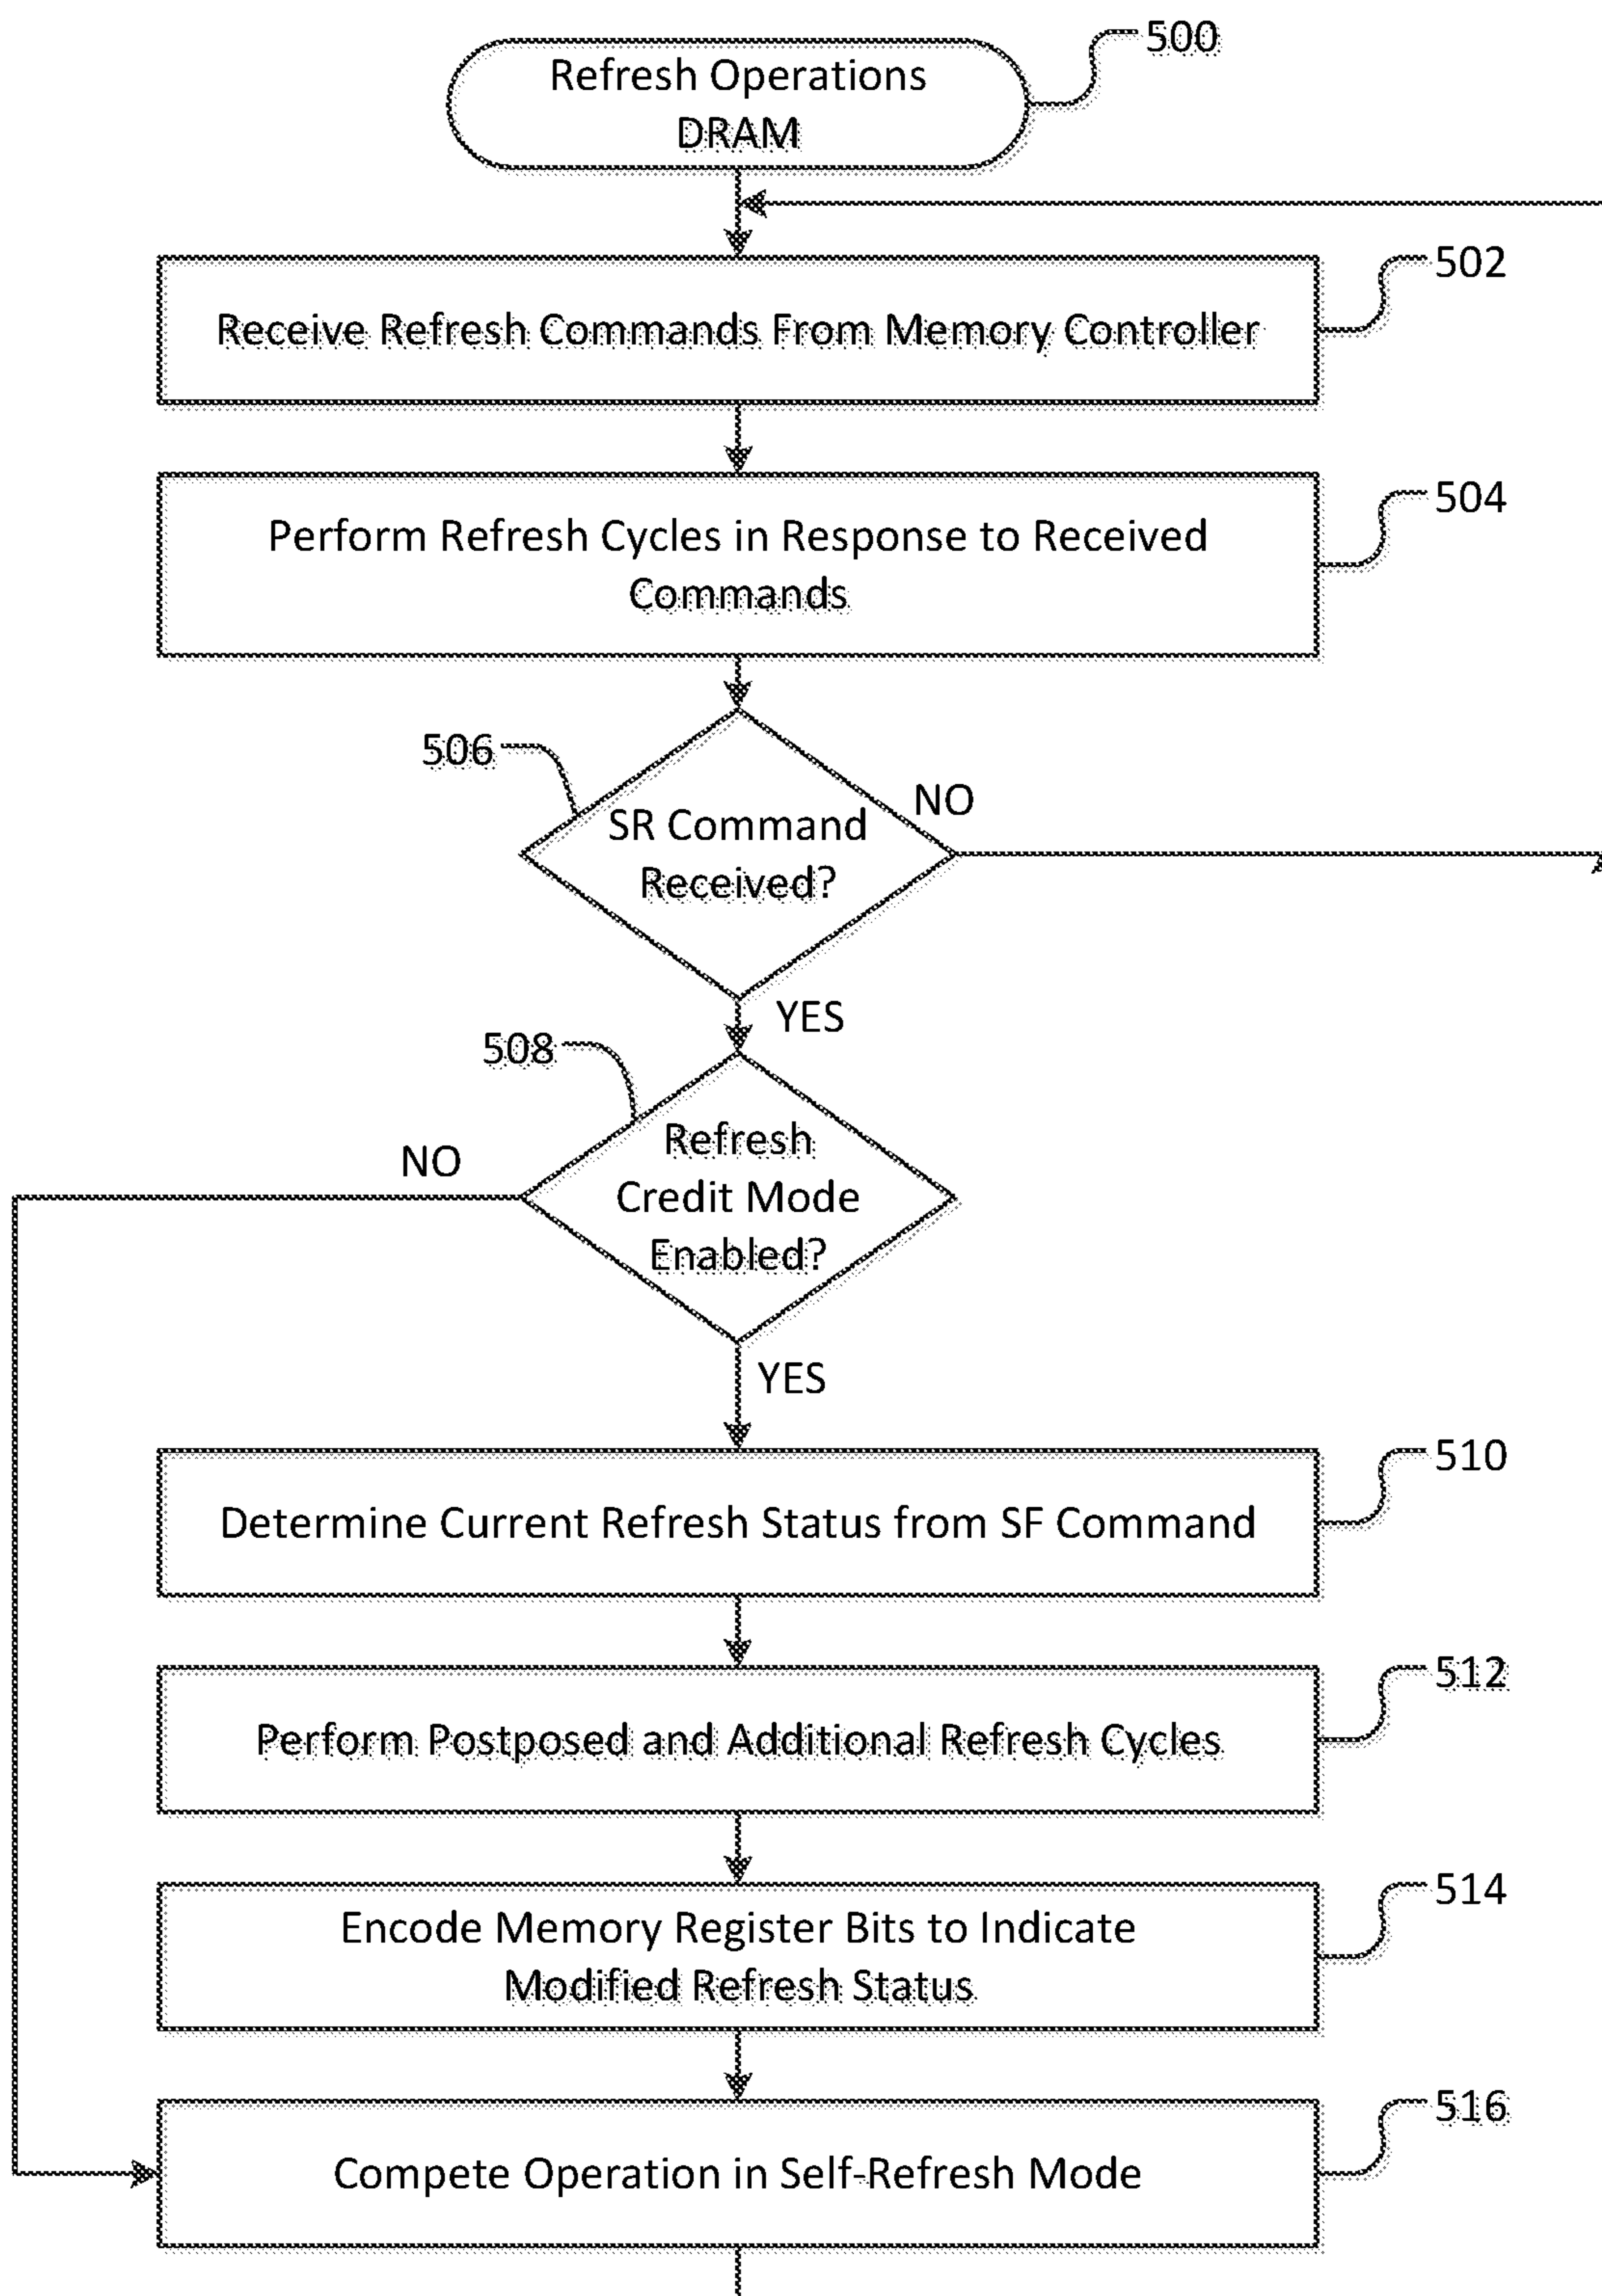 500
Refresh Operations
DRAM
502
Receive Refresh Commands From Memory Controller
504
Perform Refresh Cycles in Response to Received
Commands
506
NO
SR Command
Received?
YES
508
Refresh
NO
Credit Mode
Enabled?
YES
510
Determine Current Refresh Status from SF Command
512
Perform Postposed and Additional Refresh Cycles
514
Encode Memory Register Bits to Indicate
Modified Refresh Status
516
Compete Operation in Self-Refresh Mode